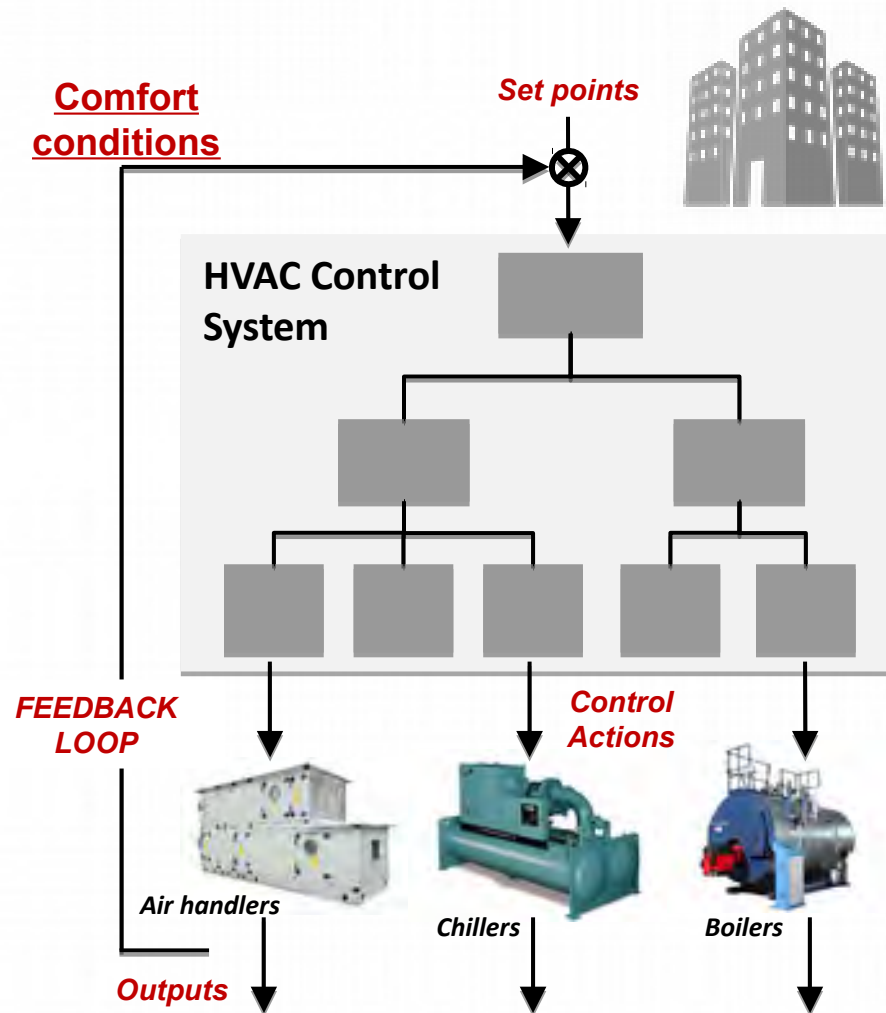 Comfort
conditions
Set points
HVAC Control
System
FEEDBACK
LOOP
Control
Actions
Air handlers
Chillers
Boilers
Outputs